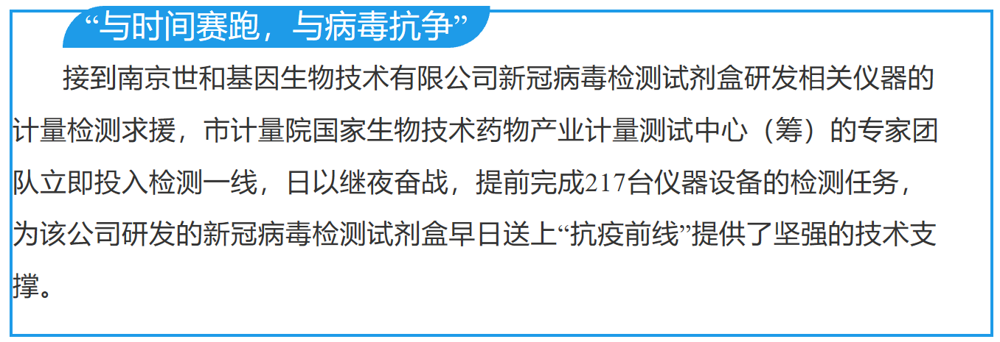 “与时间赛跑，与病毒抗争”
接到南京世和基因生物技术有限公司新冠病毒检测试剂盒研发相关仪器的
计量检测求援，市计量院国家生物技术药物产业计量测试中心（筹）的专家团
队立即投入检测一线，日以继夜奋战，提前完成217台仪器设备的检测任务，
为该公司研发的新冠病毒检测试剂盒早日送上“抗疫前线”提供了坚强的技术支
撑。